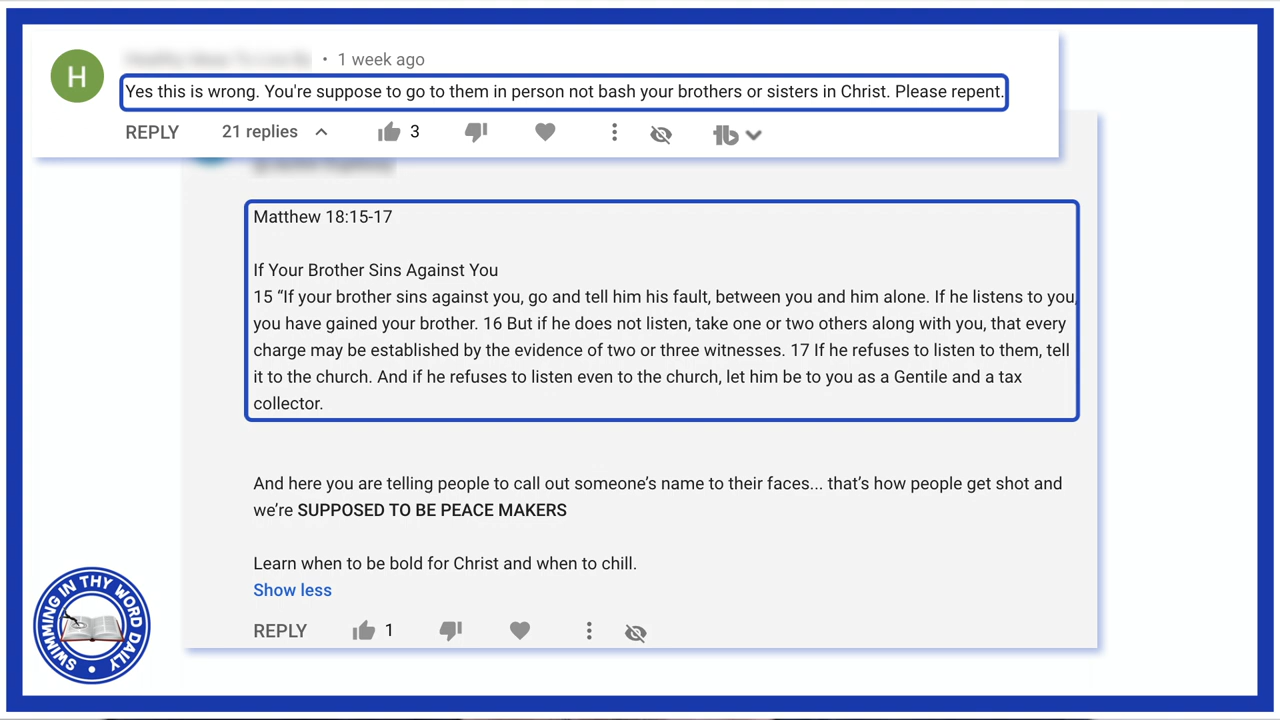 H
• 1 week ago
Yes this is wrong. You're suppose to go to them in person not bash your brothers or sisters in Christ. Please repent.
REPLY 21 replies 3
Matthew 18:15-17
If Your Brother Sins Against You
15 “If your brother sins against you, go and tell him his fault, between you and him alone. If he listens to you,
you have gained your brother. 16 But if he does not listen, take one or two others along with you, that every
charge may be established by the evidence of two or three witnesses. 17 If he refuses to listen to them, tell
it to the church. And if he refuses to listen even to the church, let him be to you as a Gentile and a tax
collector.
And here you are telling people to call out someone’s name to their faces... that’s how people get shot and
we’re SUPPOSED TO BE PEACE MAKERS
Learn when to be bold for Christ and when to chill.
Show less
REPLY 1
SWIMMING IN THY WORD DAILY